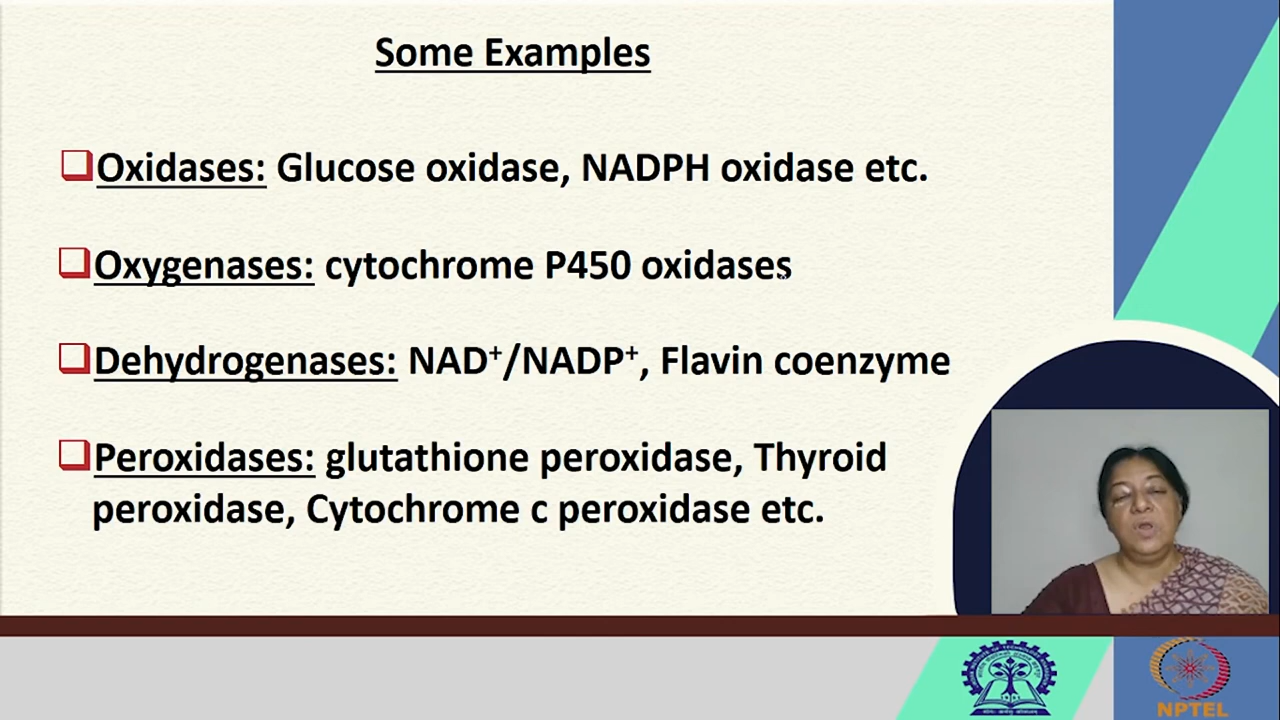 Some Examples
Oxidases: Glucose oxidase, NADPH oxidase etc.
Oxygenases: cytochrome P450 oxidases
Dehydrogenases: NAD⁺/NADP⁺, Flavin coenzyme
Peroxidases: glutathione peroxidase, Thyroid
peroxidase, Cytochrome c peroxidase etc.
NPTEL